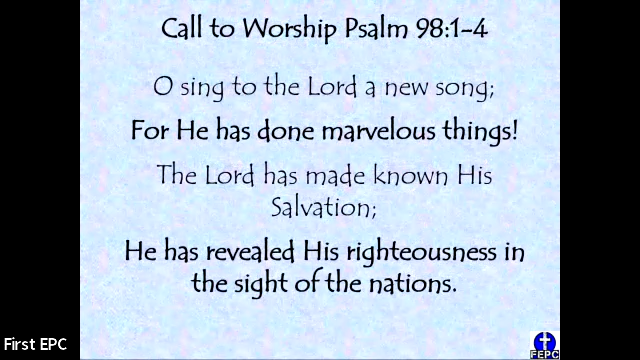 Call to Worship Psalm 98:1-4
O sing to the Lord a new song;
For He has done marvelous things!
The Lord has made known His
Salvation;
He has revealed His righteousness in
the sight of the nations.
First EPC
FEPC